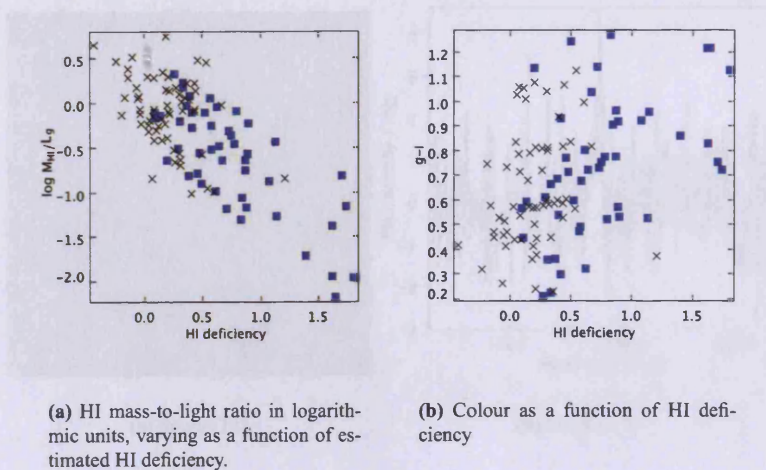 0.5
0.0
-0.5
-1.0
-1.5
-2.0
log M_HI/L_g
0.0 0.5 1.0 1.5
HI deficiency
1.2
1.1
1.0
0.9
0.8
0.7
0.6
0.5
0.4
0.3
0.2
g-i
0.0 0.5 1.0 1.5
HI deficiency
(a) HI mass-to-light ratio in logarith-
mic units, varying as a function of es-
timated HI deficiency.
(b) Colour as a function of HI defi-
ciency